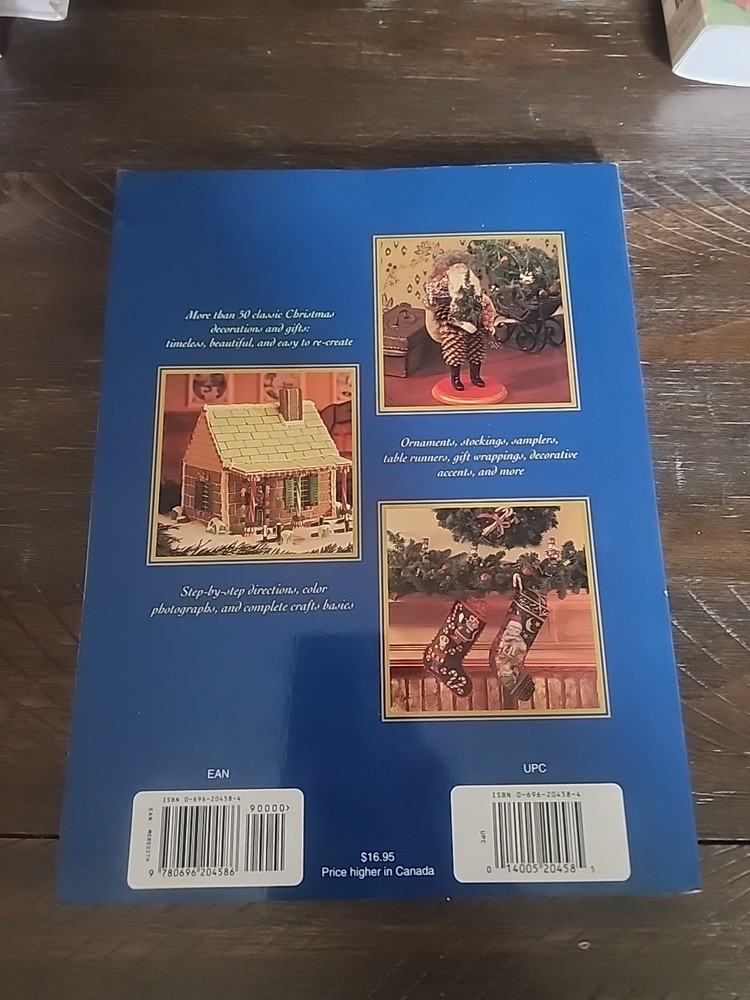 More than 50 classic Christmas
decorations and gifts:
timeless, beautiful, and easy to re-create
Ornaments, stockings, samplers,
table runners, gift wrappings, decorative
accents, and more
Step-by-step directions, color
photographs, and complete crafts basics
EAN
ISBN 0-696-20458-4
90000>
EAN MEREDITH
9 780696 204586
$16.95
Price higher in Canada
UPC
ISBN 0-696-20458-4
UPC
0 14005 20458 5